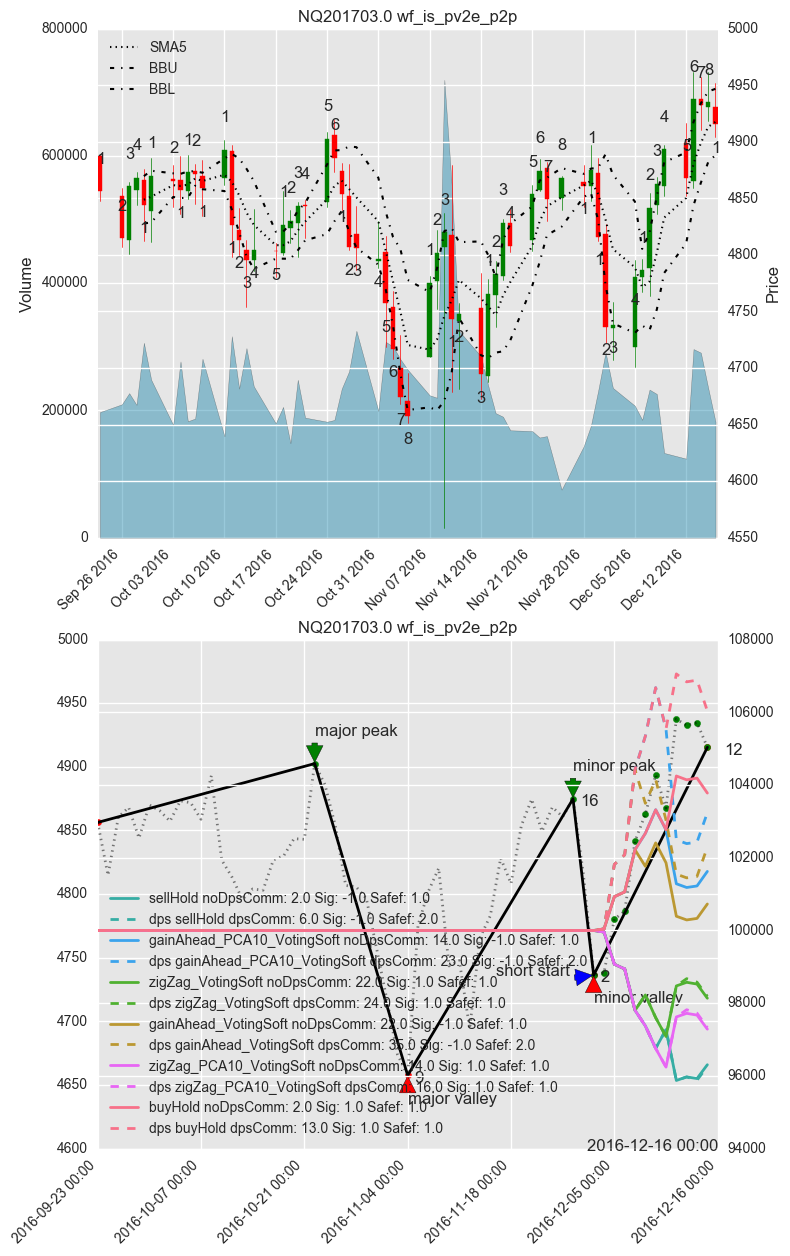 NQ201703.0 wf_is_pv2e_p2p
800000
600000
400000
200000
0
Volume
SMA5
BBU
BBL
5000
4950
4900
4850
4800
4750
4700
4650
4600
4550
Price
Sep 26 2016
Oct 03 2016
Oct 10 2016
Oct 17 2016
Oct 24 2016
Oct 31 2016
Nov 07 2016
Nov 14 2016
Nov 21 2016
Nov 28 2016
Dec 05 2016
Dec 12 2016
NQ201703.0 wf_is_pv2e_p2p
5000
4950
4900
4850
4800
4750
4700
4650
4600
108000
106000
104000
102000
100000
98000
96000
94000
major peak
minor peak
16
12
short start
2
minor valley
9
major valley
sellHold noDpsComm: 2.0 Sig: -1.0 Safef: 1.0
dps sellHold dpsComm: 6.0 Sig: -1.0 Safef: 2.0
gainAhead_PCA10_VotingSoft noDpsComm: 14.0 Sig: -1.0 Safef: 1.0
dps gainAhead_PCA10_VotingSoft dpsComm: 23.0 Sig: -1.0 Safef: 2.0
zigZag_VotingSoft noDpsComm: 22.0 Sig: 1.0 Safef: 1.0
dps zigZag_VotingSoft dpsComm: 24.0 Sig: 1.0 Safef: 1.0
gainAhead_VotingSoft noDpsComm: 22.0 Sig: -1.0 Safef: 1.0
dps gainAhead_VotingSoft dpsComm: 35.0 Sig: -1.0 Safef: 2.0
zigZag_PCA10_VotingSoft noDpsComm: 14.0 Sig: 1.0 Safef: 1.0
dps zigZag_PCA10_VotingSoft dpsComm: 16.0 Sig: 1.0 Safef: 1.0
buyHold noDpsComm: 2.0 Sig: 1.0 Safef: 1.0
dps buyHold dpsComm: 13.0 Sig: 1.0 Safef: 1.0
2016-12-16 00:00
2016-09-23 00:00
2016-10-07 00:00
2016-10-21 00:00
2016-11-04 00:00
2016-11-18 00:00
2016-12-05 00:00
2016-12-16 00:00